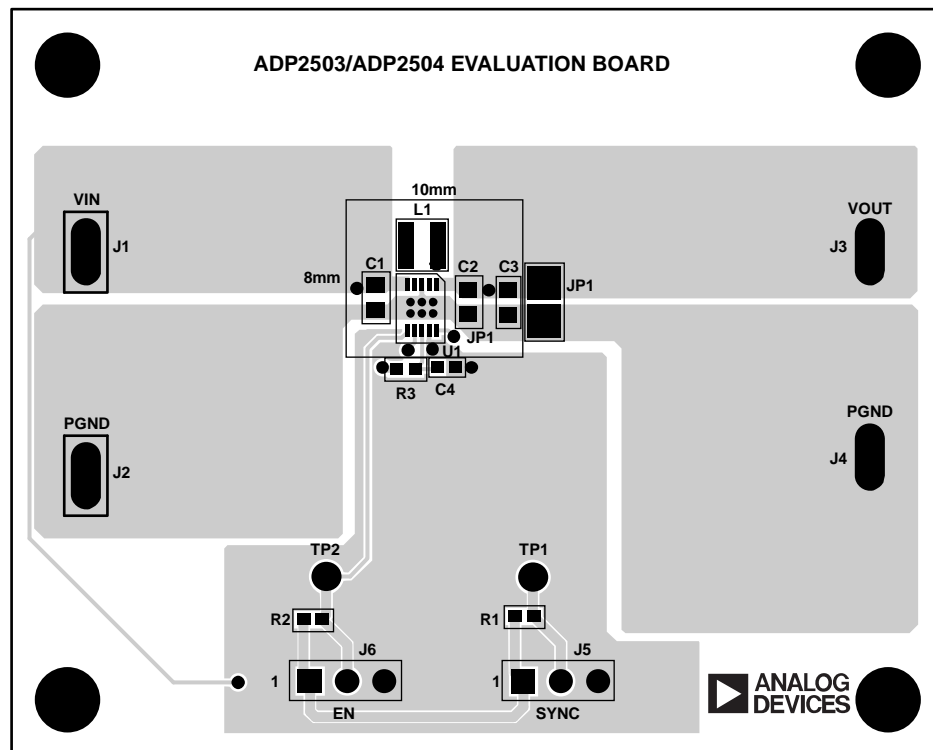 ADP2503/ADP2504 EVALUATION BOARD
10mm
VIN
L1
VOUT
J1
J3
C1
C2
C3
8mm
JP1
JP1
U1
R3
C4
PGND
PGND
J2
J4
TP2
TP1
R2
R1
J6
J5
1
1
EN
SYNC
ANALOG
DEVICES